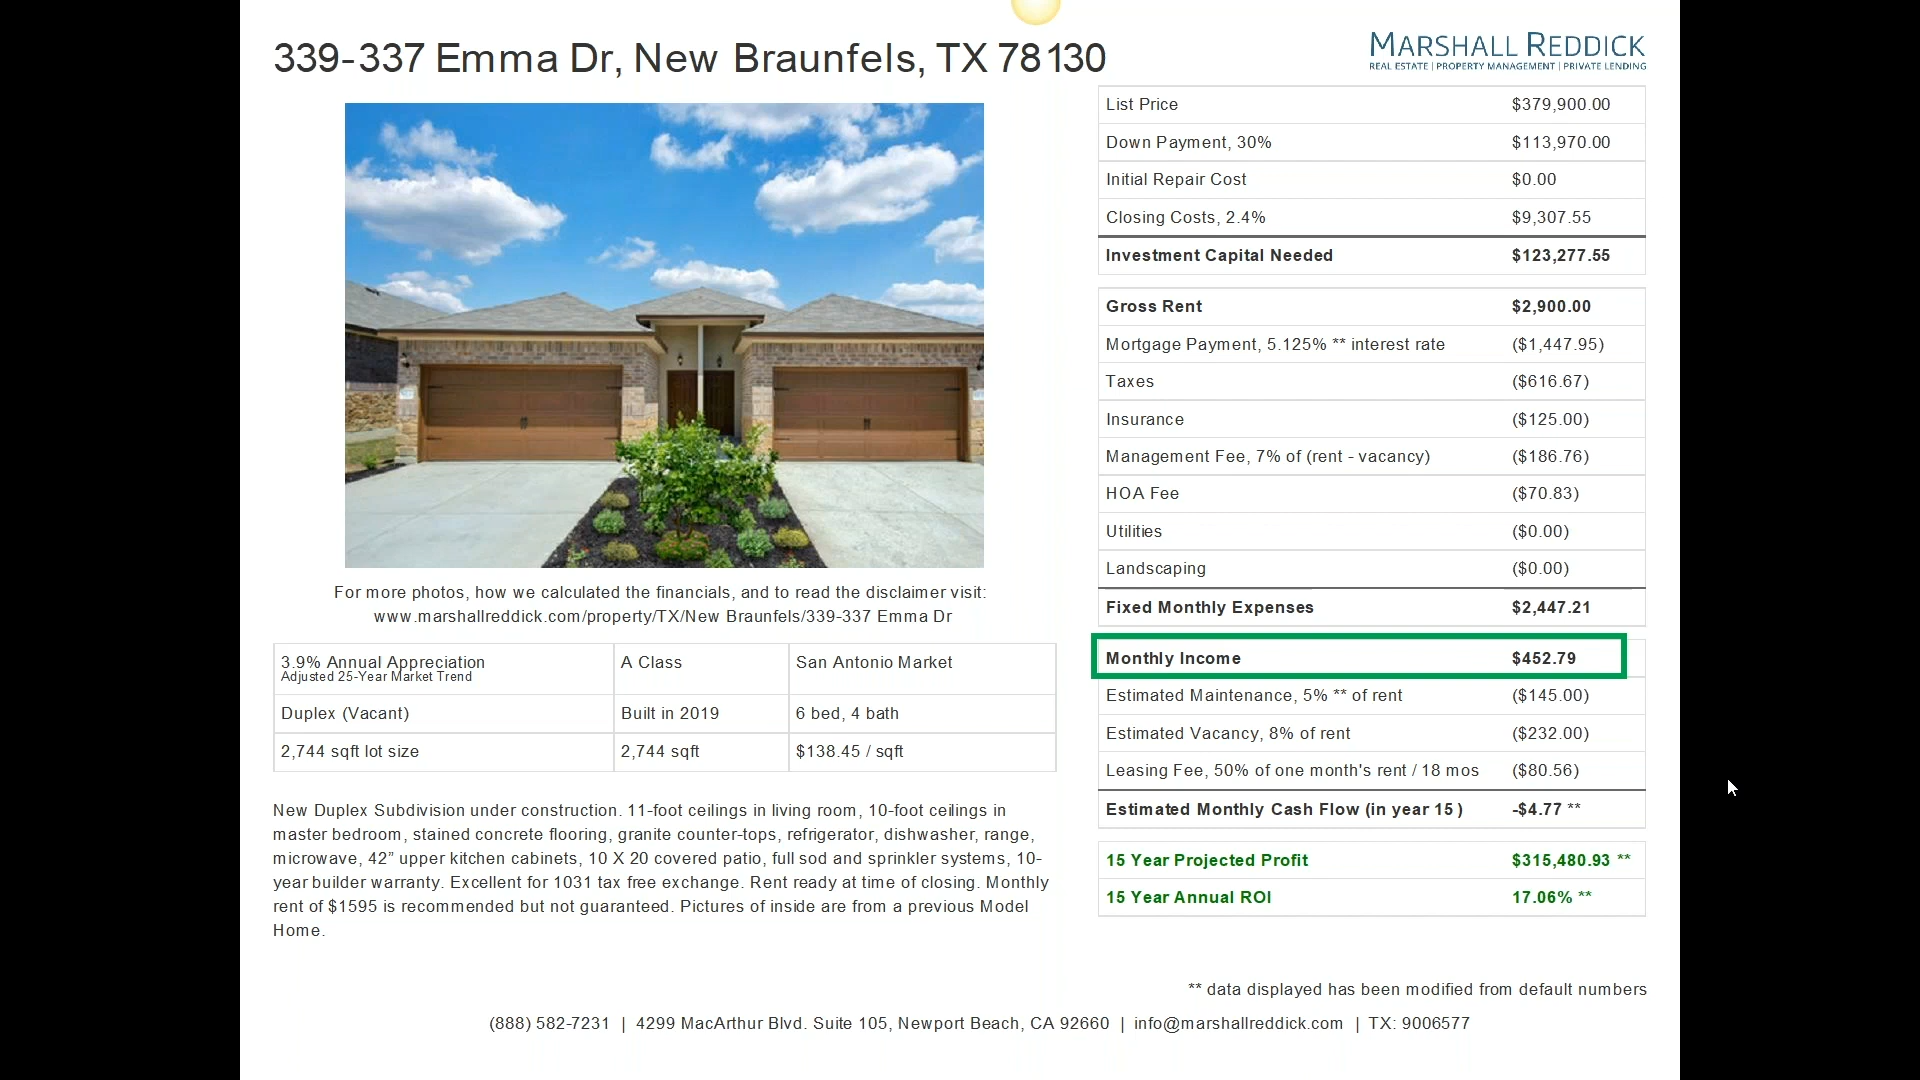 339-337 Emma Dr, New Braunfels, TX 78130
MARSHALL REDDICK
REAL ESTATE | PROPERTY MANAGEMENT | PRIVATE LENDING
For more photos, how we calculated the financials, and to read the disclaimer visit:
www.marshallreddick.com/property/TX/New Braunfels/339-337 Emma Dr
3.9% Annual Appreciation
Adjusted 25-Year Market Trend
A Class
San Antonio Market
Duplex (Vacant)
Built in 2019
6 bed, 4 bath
2,744 sqft lot size
2,744 sqft
$138.45 / sqft
New Duplex Subdivision under construction. 11-foot ceilings in living room, 10-foot ceilings in
master bedroom, stained concrete flooring, granite counter-tops, refrigerator, dishwasher, range,
microwave, 42” upper kitchen cabinets, 10 X 20 covered patio, full sod and sprinkler systems, 10-
year builder warranty. Excellent for 1031 tax free exchange. Rent ready at time of closing. Monthly
rent of $1595 is recommended but not guaranteed. Pictures of inside are from a previous Model
Home.
List Price $379,900.00
Down Payment, 30% $113,970.00
Initial Repair Cost $0.00
Closing Costs, 2.4% $9,307.55
Investment Capital Needed $123,277.55
Gross Rent $2,900.00
Mortgage Payment, 5.125% ** interest rate ($1,447.95)
Taxes ($616.67)
Insurance ($125.00)
Management Fee, 7% of (rent - vacancy) ($186.76)
HOA Fee ($70.83)
Utilities ($0.00)
Landscaping ($0.00)
Fixed Monthly Expenses $2,447.21
Monthly Income $452.79
Estimated Maintenance, 5% ** of rent ($145.00)
Estimated Vacancy, 8% of rent ($232.00)
Leasing Fee, 50% of one month's rent / 18 mos ($80.56)
Estimated Monthly Cash Flow (in year 15 ) -$4.77 **
15 Year Projected Profit $315,480.93 **
15 Year Annual ROI 17.06% **
** data displayed has been modified from default numbers
(888) 582-7231 | 4299 MacArthur Blvd. Suite 105, Newport Beach, CA 92660 | info@marshallreddick.com | TX: 9006577